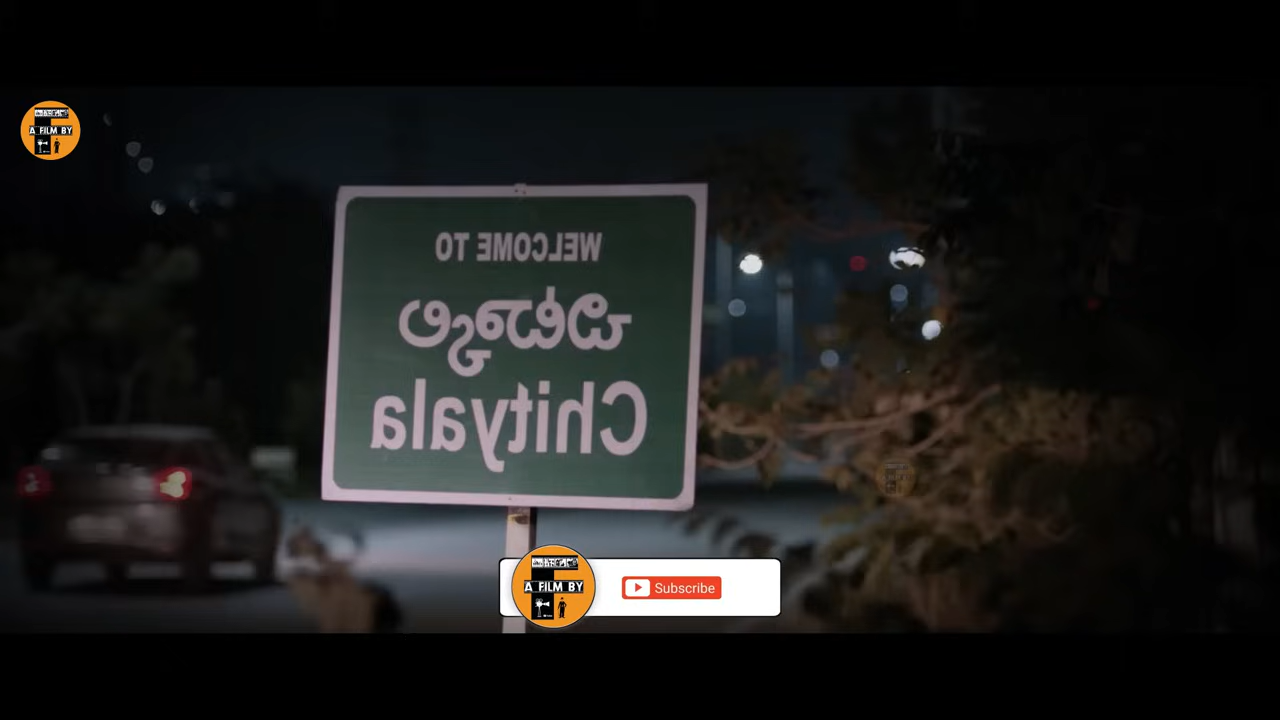 A FILM BY
WELCOME TO
చిట్యాల
Chityala
A FILM BY
Subscribe